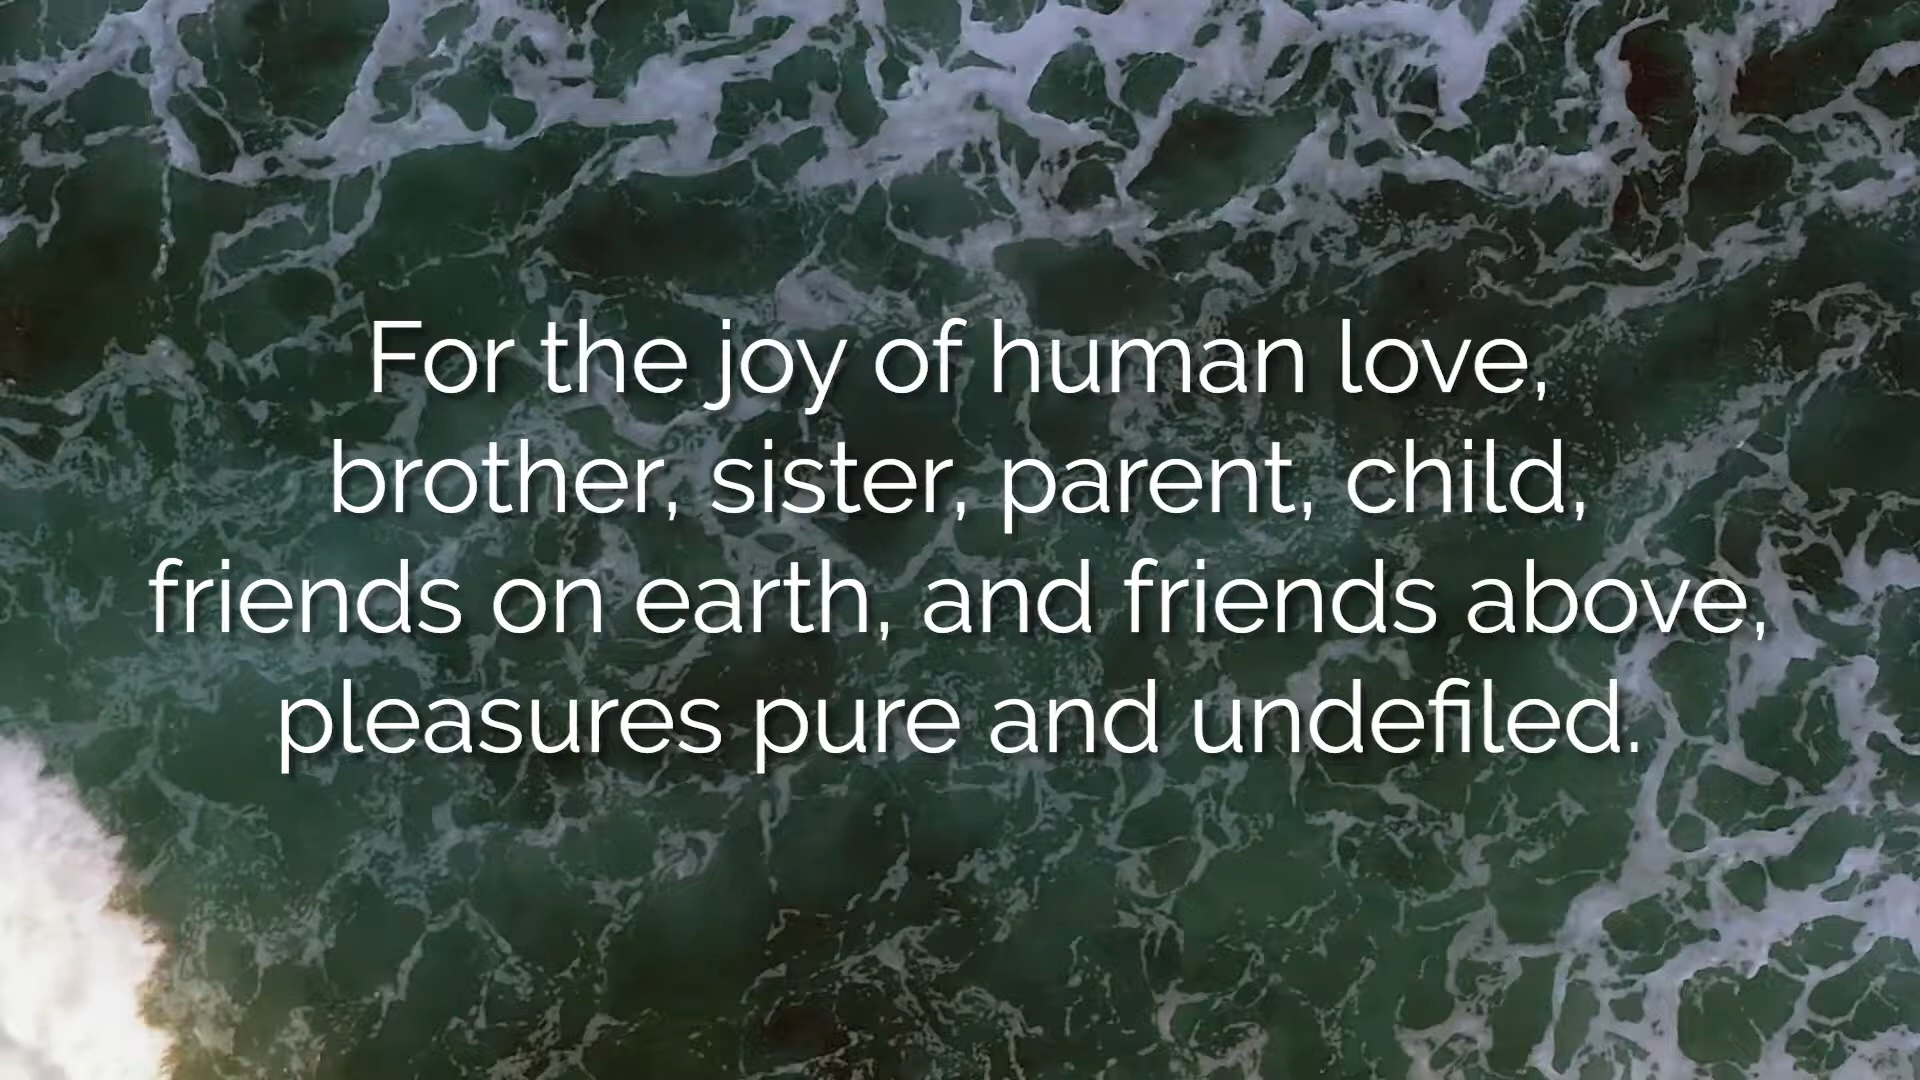 For the joy of human love,
brother, sister, parent, child,
friends on earth, and friends above,
pleasures pure and undefiled.